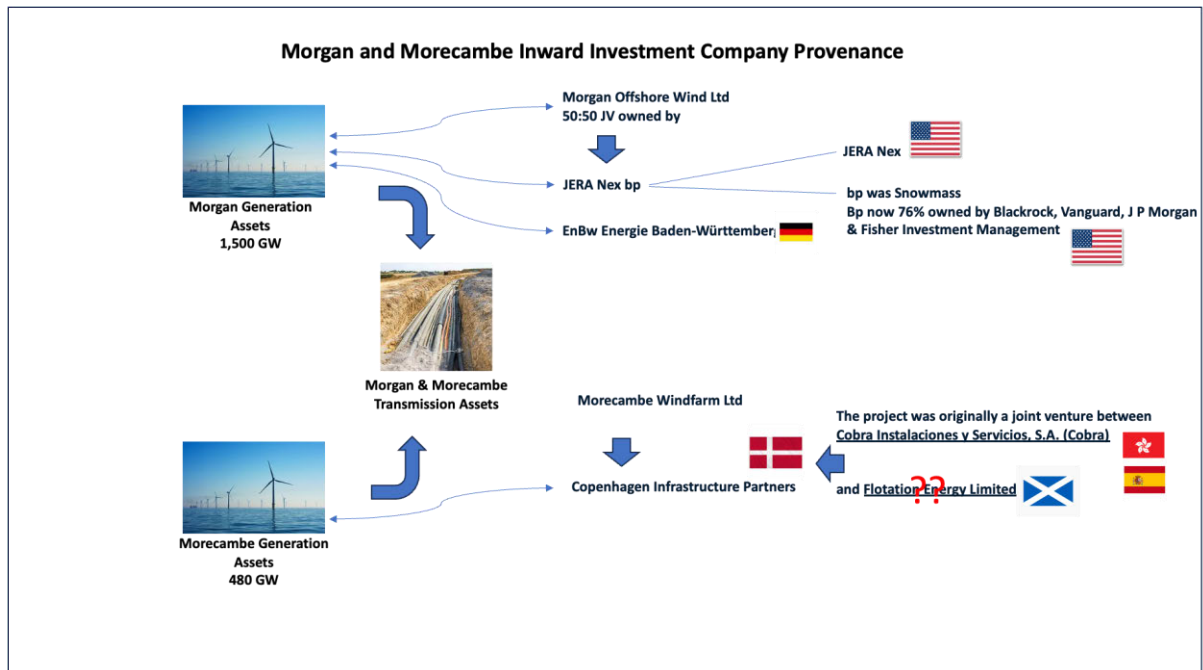 Morgan and Morecambe Inward Investment Company Provenance
Morgan Offshore Wind Ltd
50:50 JV owned by
JERA Nex
JERA Nex bp
bp was Snowmass
Bp now 76% owned by Blackrock, Vanguard, J P Morgan
& Fisher Investment Management
EnBw Energie Baden-Württemberg
Morgan Generation
Assets
1,500 GW
Morgan & Morecambe
Transmission Assets
Morecambe Windfarm Ltd
The project was originally a joint venture between
Cobra Instalaciones y Servicios, S.A. (Cobra)
Copenhagen Infrastructure Partners
and Flotation Energy Limited
??
Morecambe Generation
Assets
480 GW